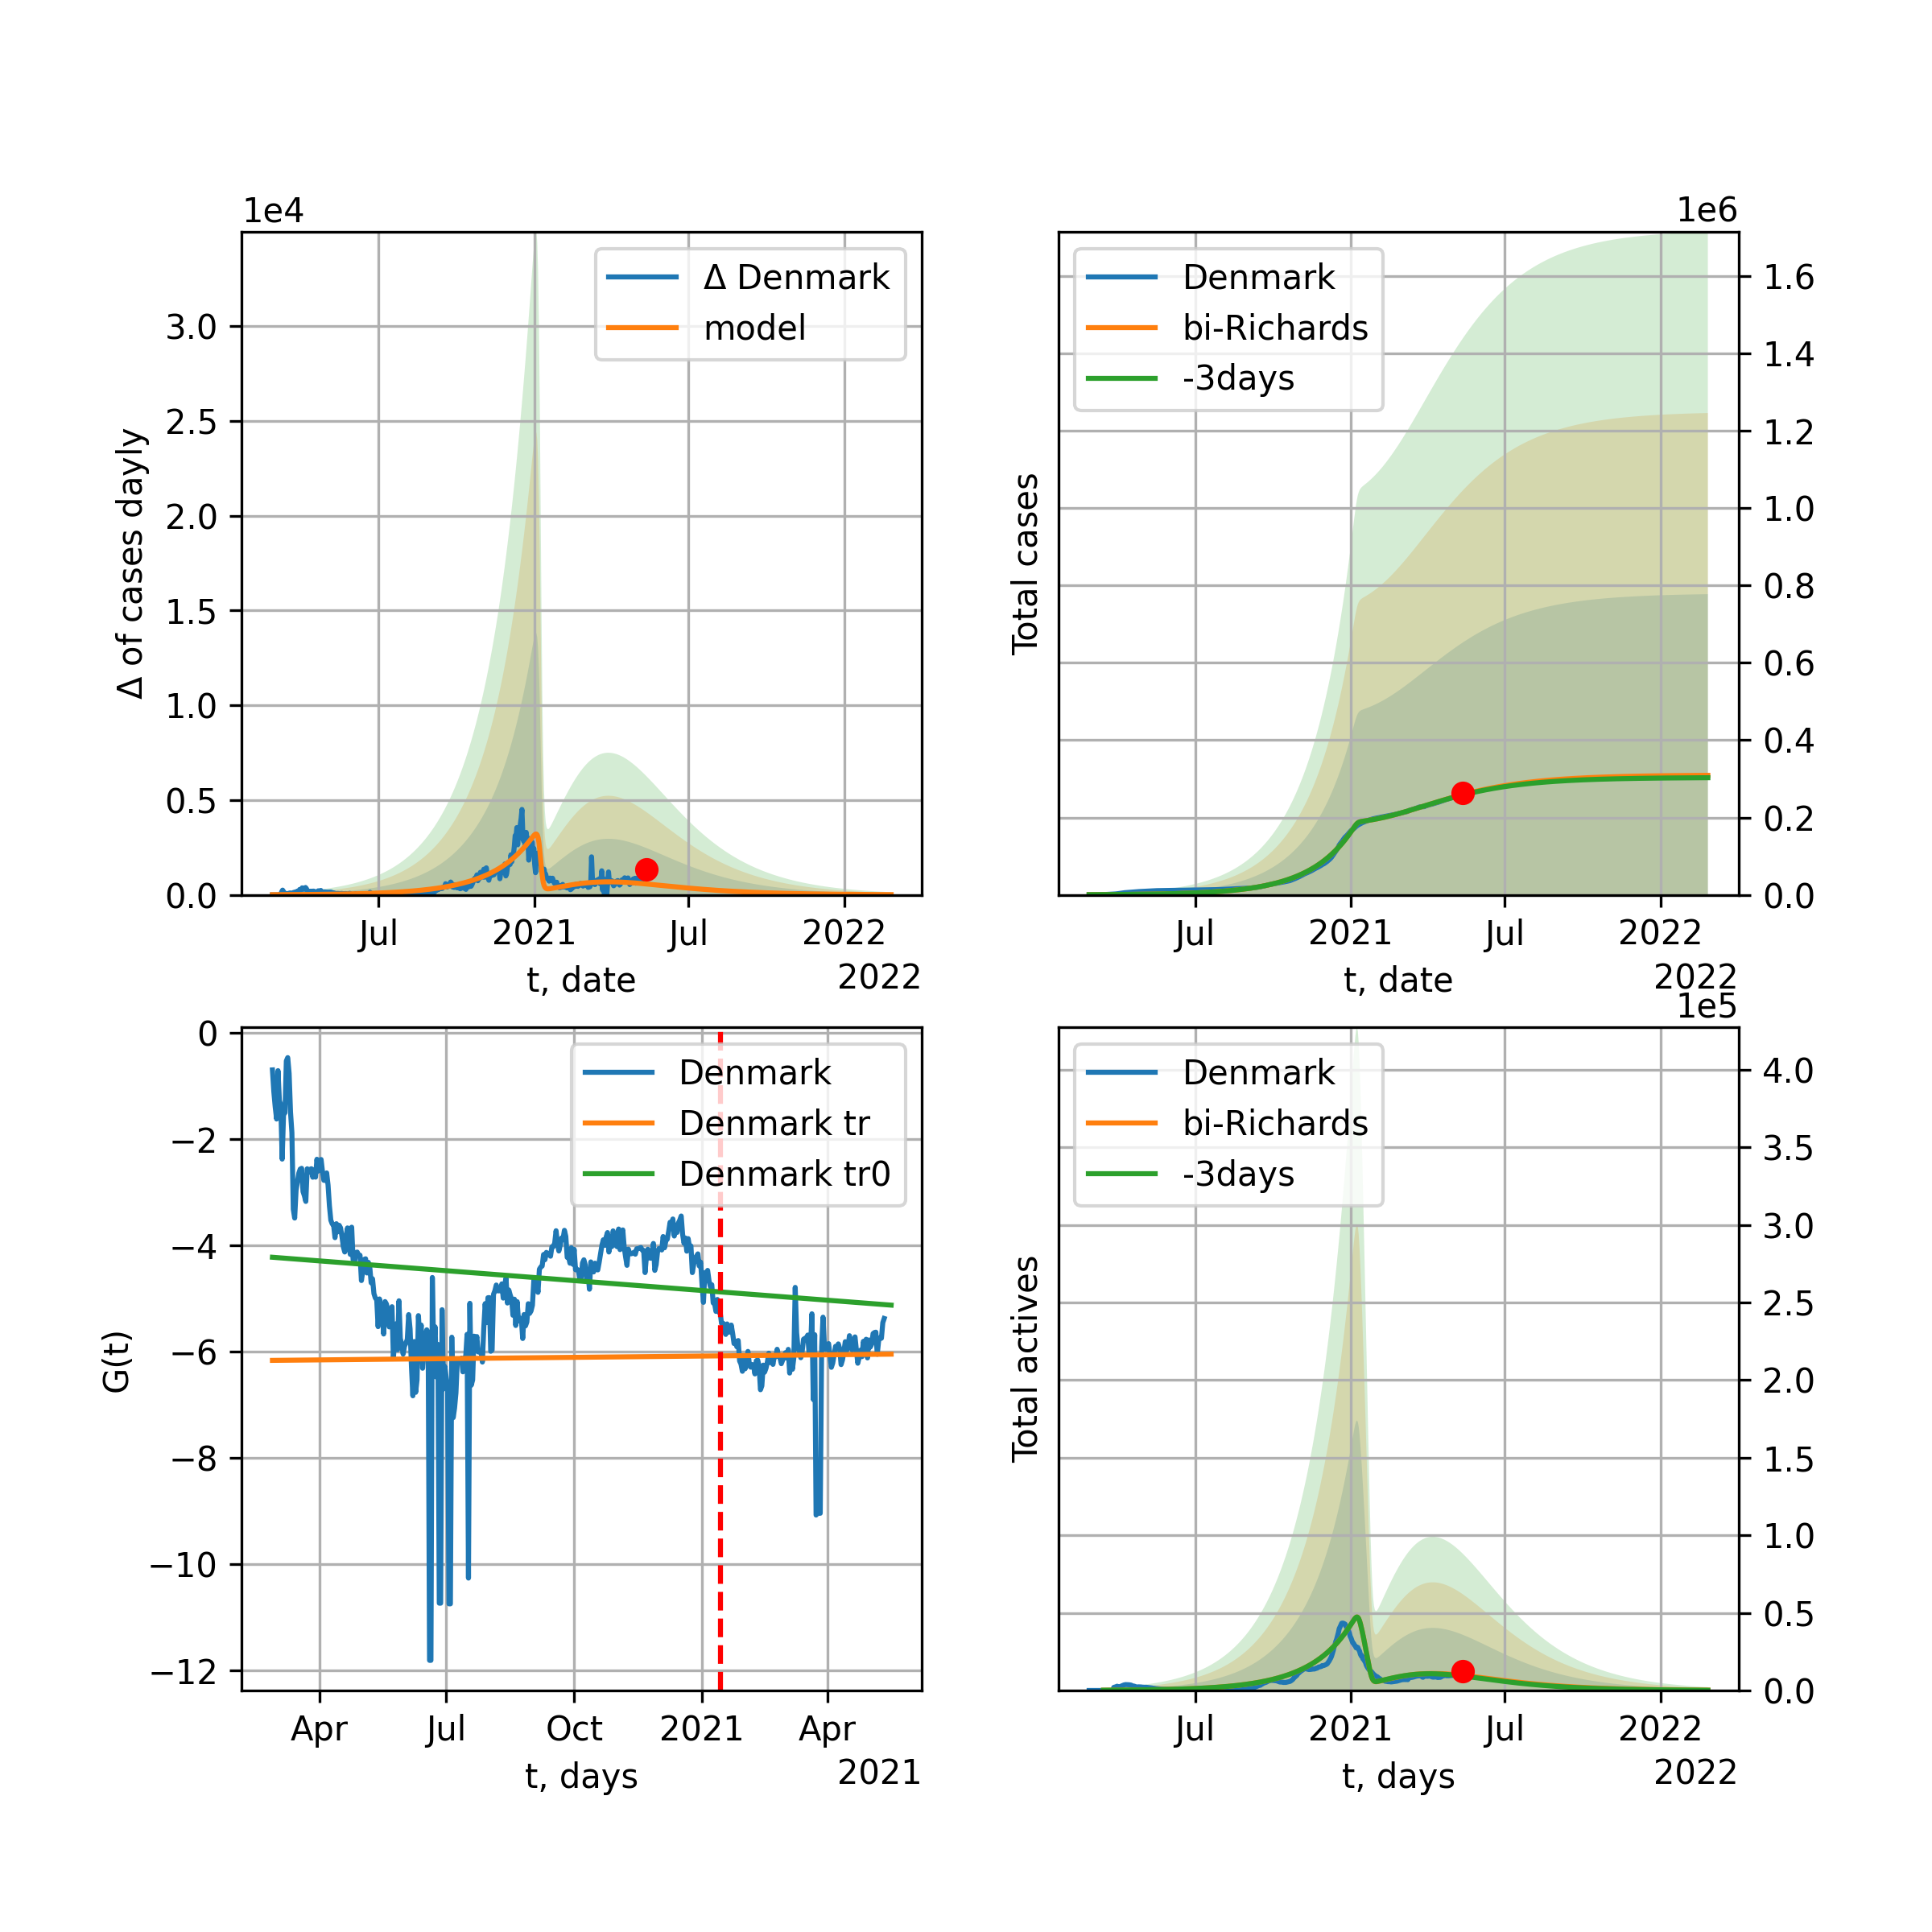 1e4
Δ Denmark
model
3.0
2.5
2.0
1.5
1.0
0.5
0.0
Δ of cases dayly
Jul
2021
Jul
2022
t, date
2022
1e6
Denmark
bi-Richards
-3days
1.6
1.4
1.2
1.0
0.8
0.6
0.4
0.2
0.0
Total cases
Jul
2021
Jul
2022
t, date
2022
Denmark
Denmark tr
Denmark tr0
0
−2
−4
−6
−8
−10
−12
G(t)
Apr
Jul
Oct
2021
Apr
t, days
2021
1e5
Denmark
bi-Richards
-3days
4.0
3.5
3.0
2.5
2.0
1.5
1.0
0.5
0.0
Total actives
Jul
2021
Jul
2022
t, days
2022